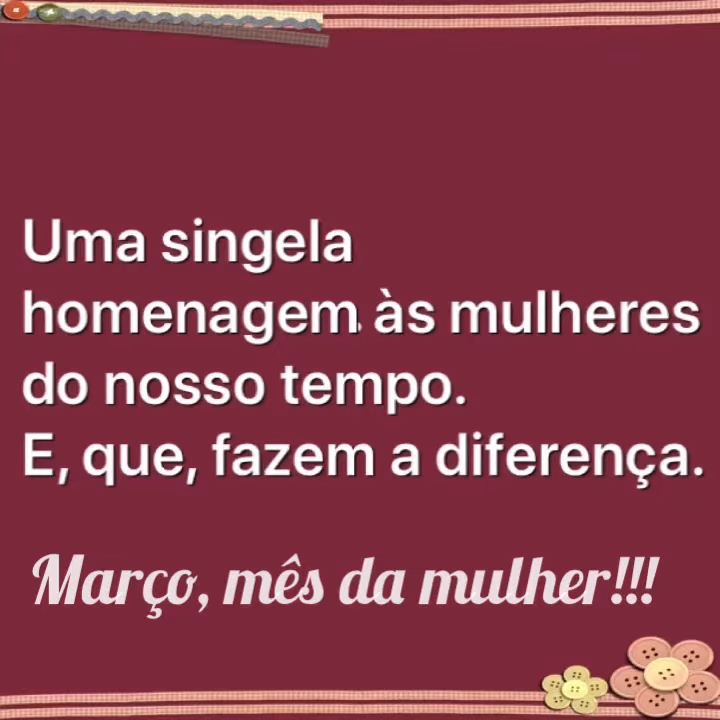 Uma singela
homenagem às mulheres
do nosso tempo.
E, que, fazem a diferença.
Março, mês da mulher!!!